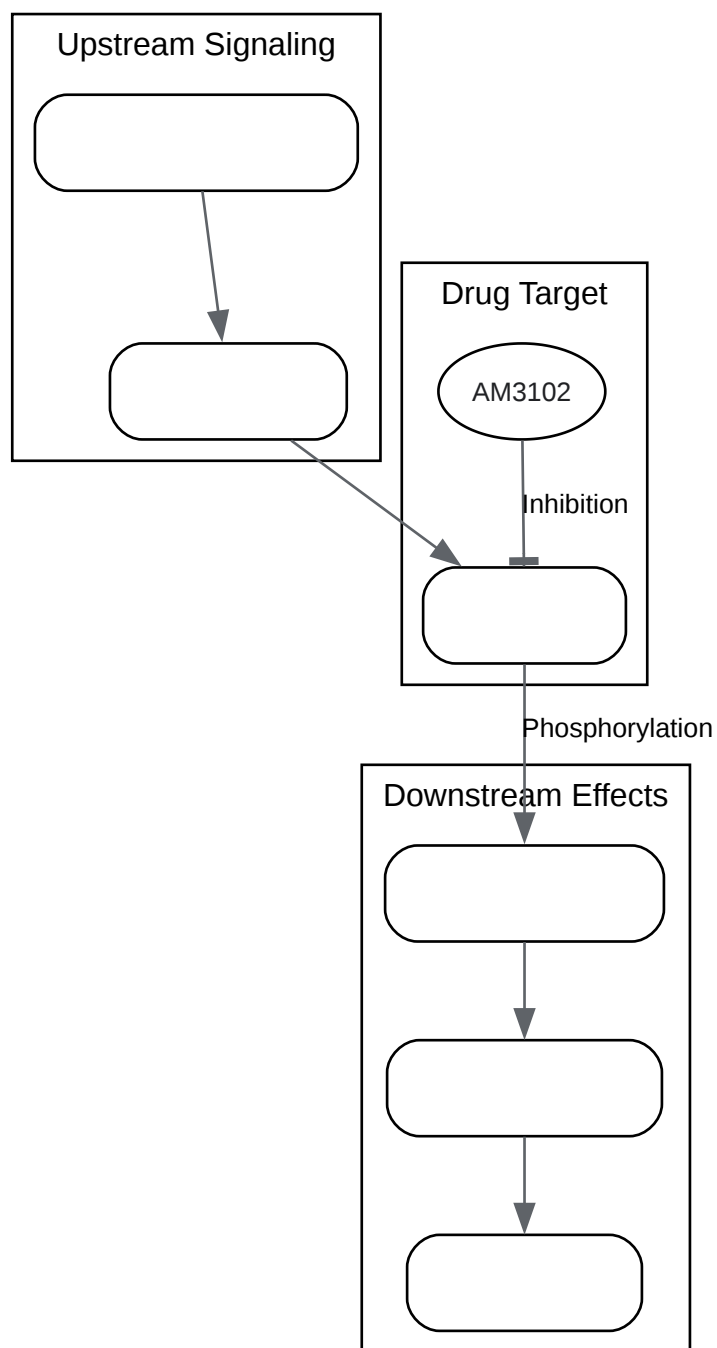 Upstream Signaling
Drug Target
AM3102
Inhibition
Phosphorylation
Downstream Effects